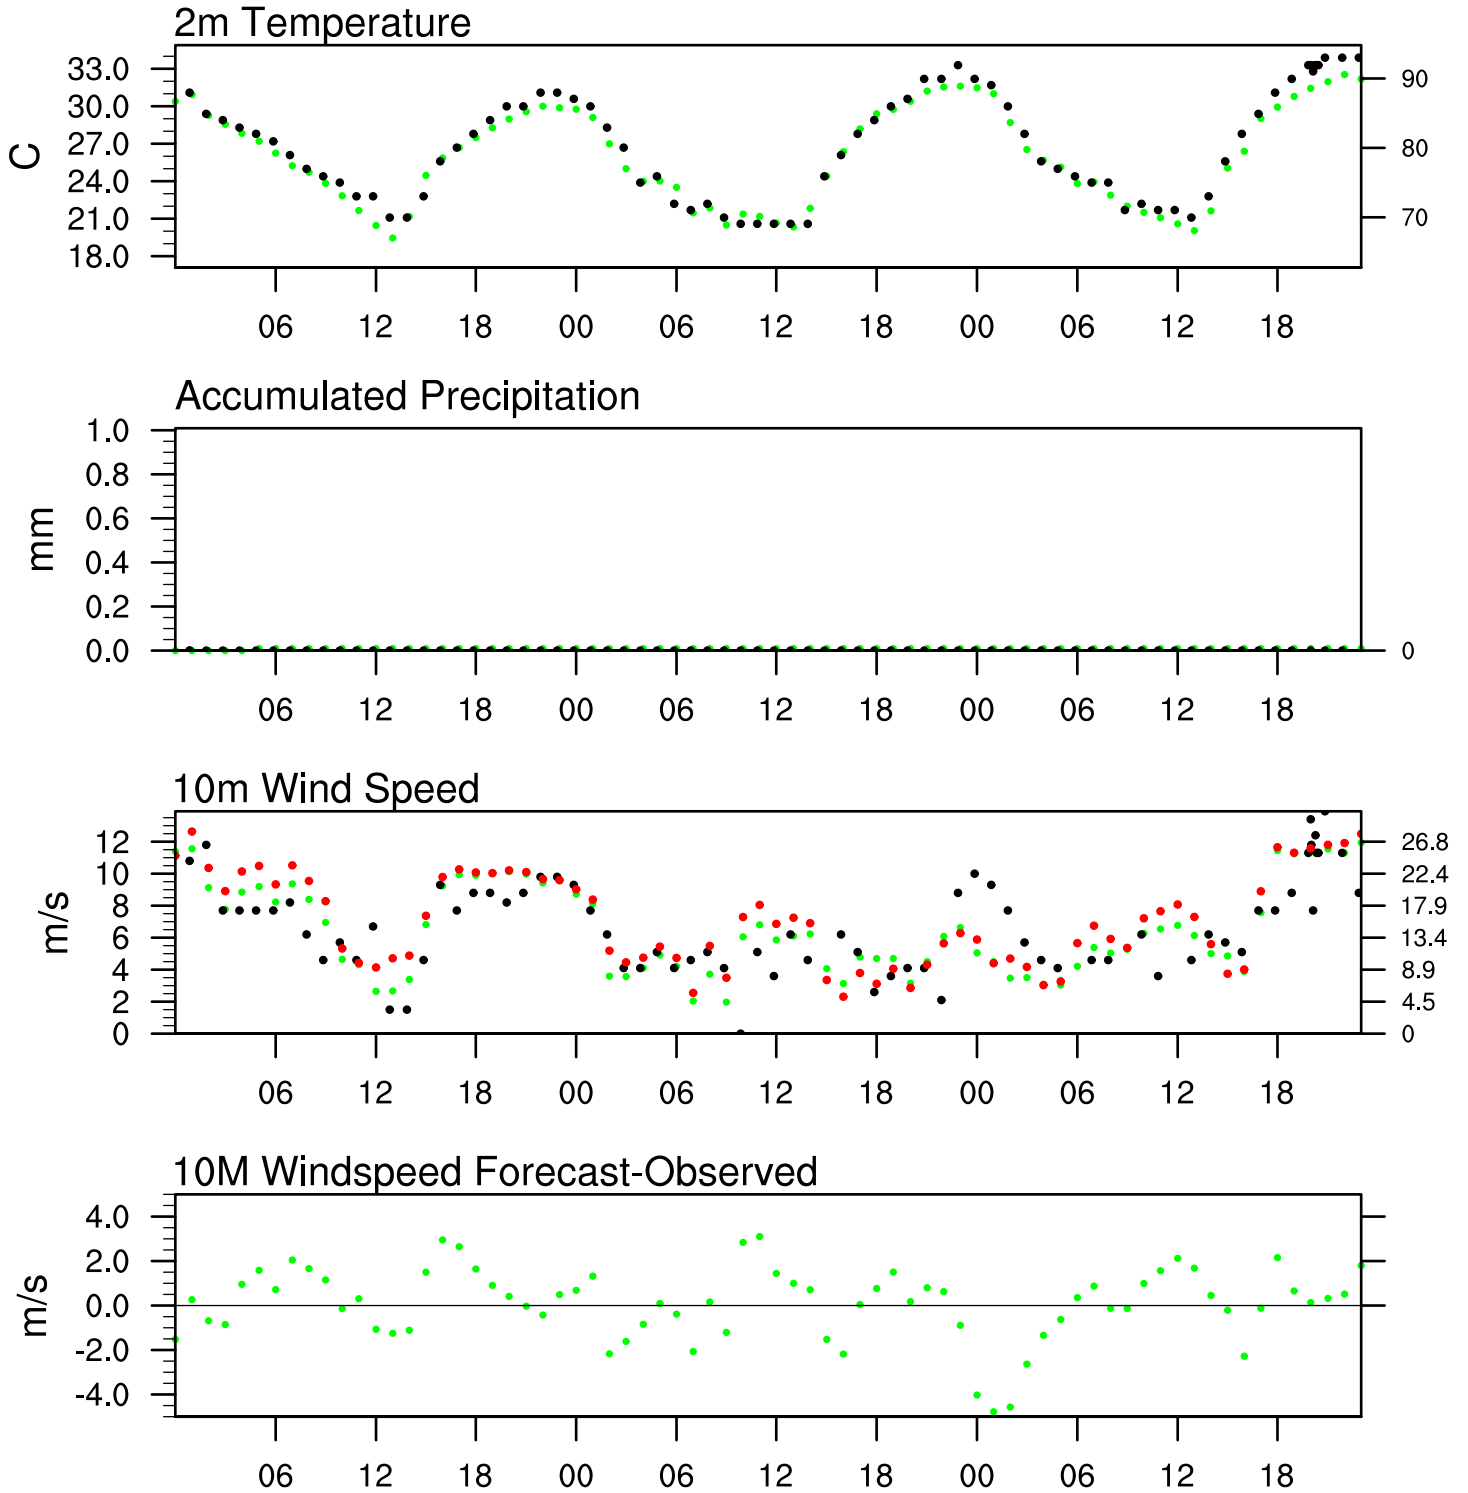 2m Temperature
33.0
30.0
27.0
24.0
21.0
18.0
C
90
80
70
06 12 18 00 06 12 18 00 06 12 18
Accumulated Precipitation
1.0
0.8
0.6
0.4
0.2
0.0
mm
0
06 12 18 00 06 12 18 00 06 12 18
10m Wind Speed
12
10
8
6
4
2
0
m/s
26.8
22.4
17.9
13.4
8.9
4.5
0
06 12 18 00 06 12 18 00 06 12 18
10M Windspeed Forecast-Observed
4.0
2.0
0.0
-2.0
-4.0
m/s
06 12 18 00 06 12 18 00 06 12 18